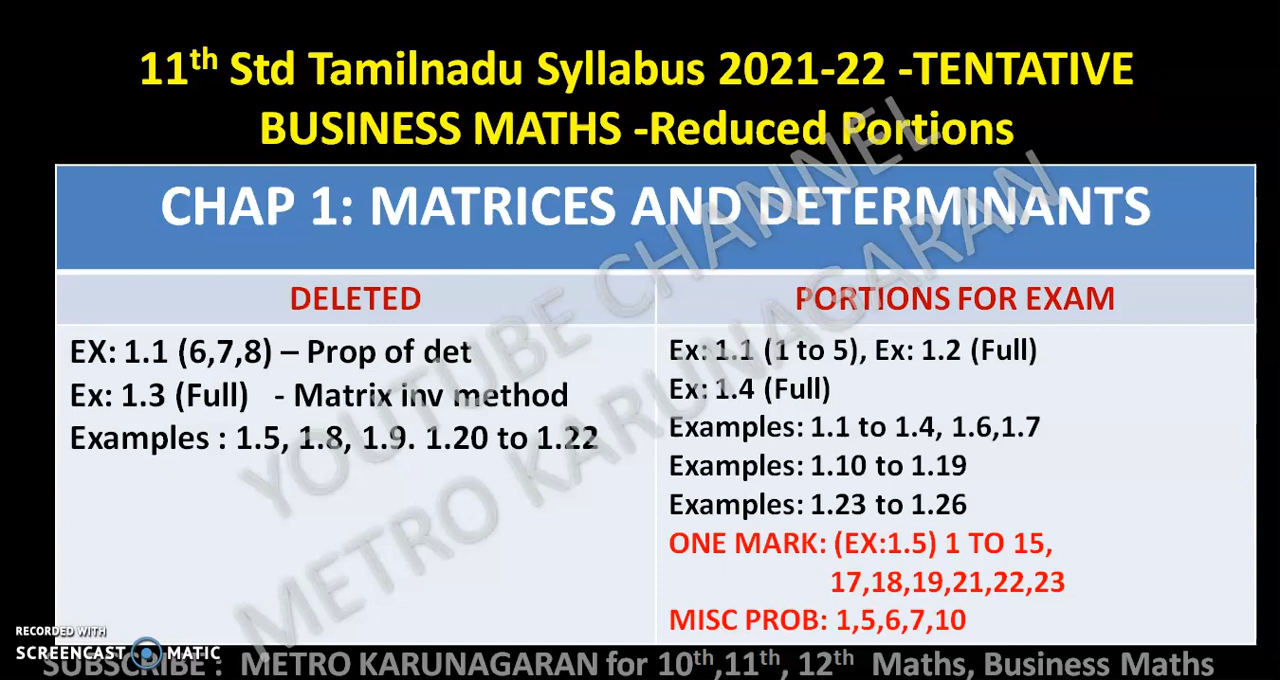 11th Std Tamilnadu Syllabus 2021-22 -TENTATIVE
BUSINESS MATHS -Reduced Portions
CHAP 1: MATRICES AND DETERMINANTS
DELETED
EX: 1.1 (6,7,8) – Prop of det
Ex: 1.3 (Full) - Matrix inv method
Examples : 1.5, 1.8, 1.9. 1.20 to 1.22
PORTIONS FOR EXAM
Ex: 1.1 (1 to 5), Ex: 1.2 (Full)
Ex: 1.4 (Full)
Examples: 1.1 to 1.4, 1.6,1.7
Examples: 1.10 to 1.19
Examples: 1.23 to 1.26
ONE MARK: (EX:1.5) 1 TO 15,
17,18,19,21,22,23
MISC PROB: 1,5,6,7,10
YOUTUBE CHANNEL
METRO KARUNAGARAN
RECORDED WITH
SCREENCAST MATIC
SUBSCRIBE : METRO KARUNAGARAN for 10th,11th, 12th Maths, Business Maths